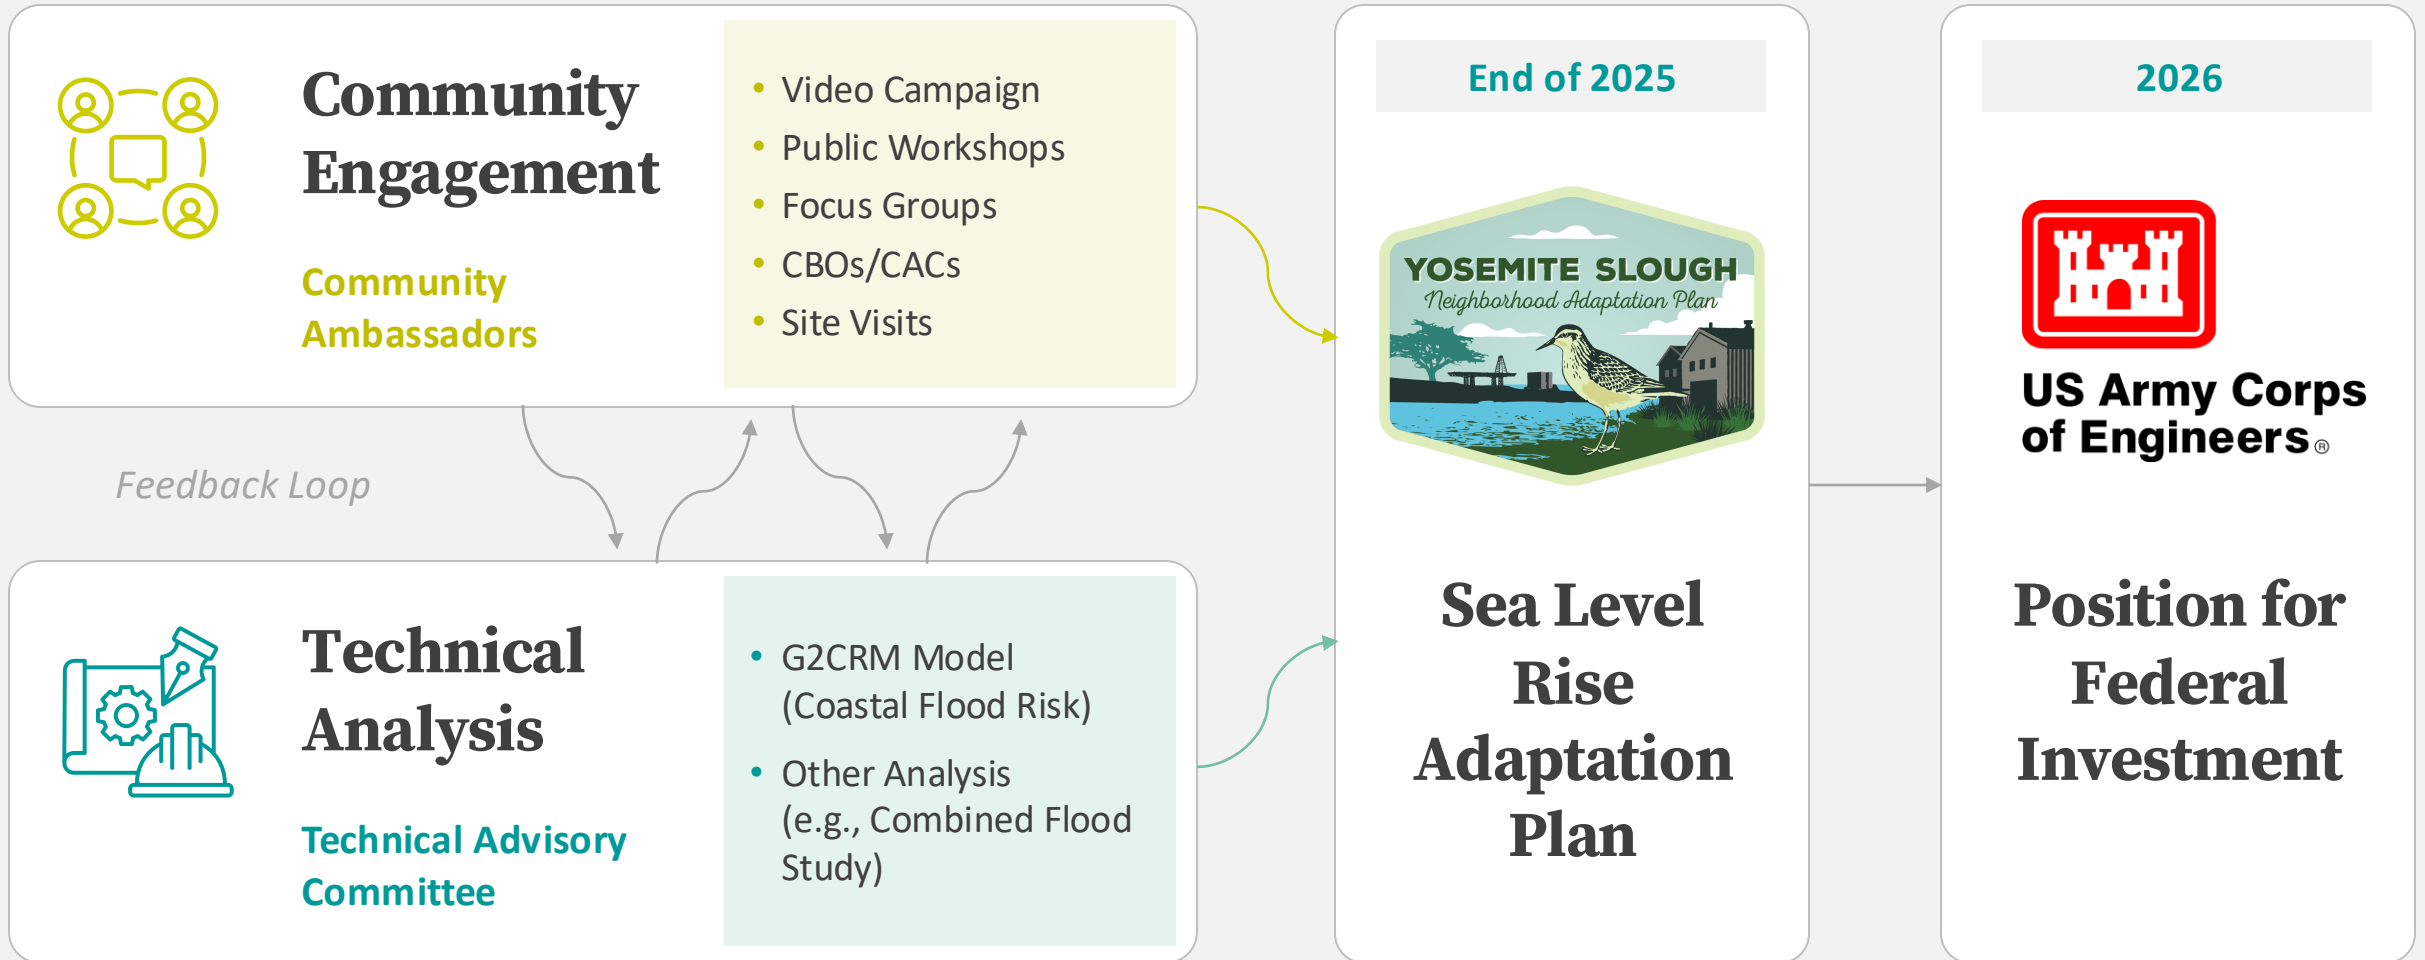 Community
Engagement
Community
Ambassadors
• Video Campaign
• Public Workshops
• Focus Groups
• CBOs/CACs
• Site Visits
Feedback Loop
Technical
Analysis
Technical Advisory
Committee
• G2CRM Model
(Coastal Flood Risk)
• Other Analysis
(e.g., Combined Flood
Study)
End of 2025
YOSEMITE SLOUGH
Neighborhood Adaptation Plan
Sea Level
Rise
Adaptation
Plan
2026
US Army Corps
of Engineers®
Position for
Federal
Investment